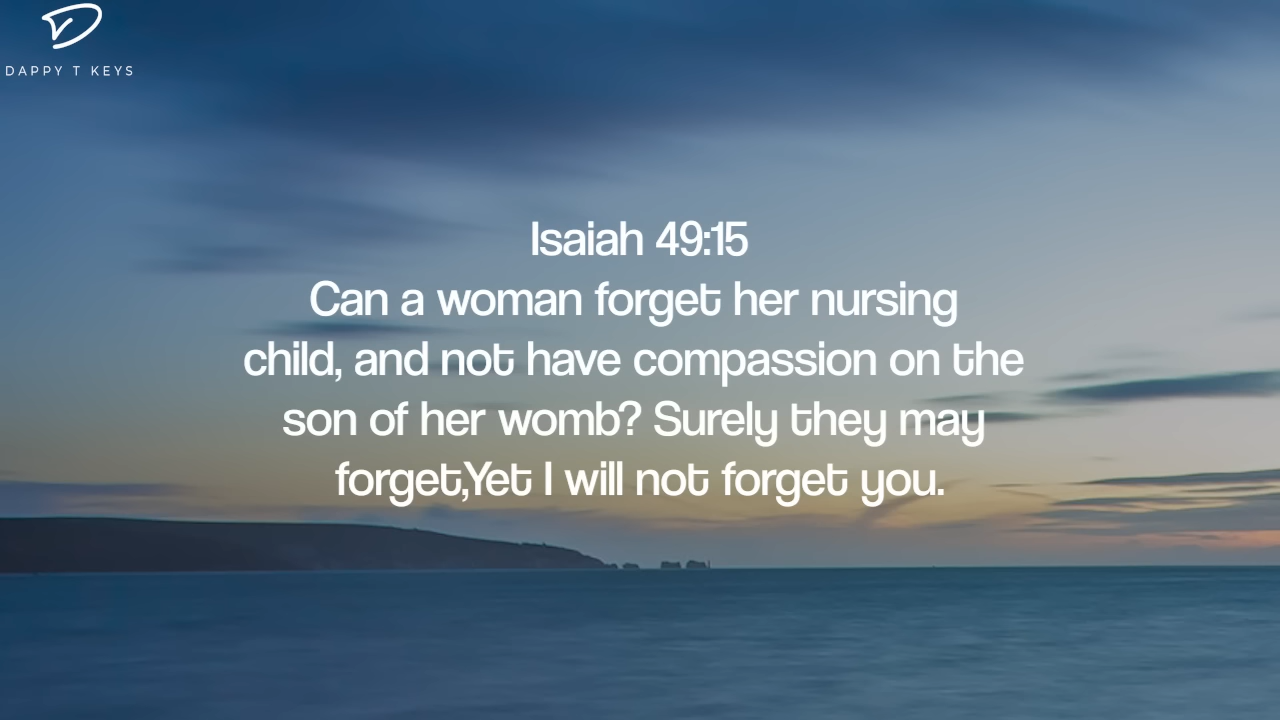 DAPPY T KEYS
Isaiah 49:15
Can a woman forget her nursing
child, and not have compassion on the
son of her womb? Surely they may
forget,Yet I will not forget you.